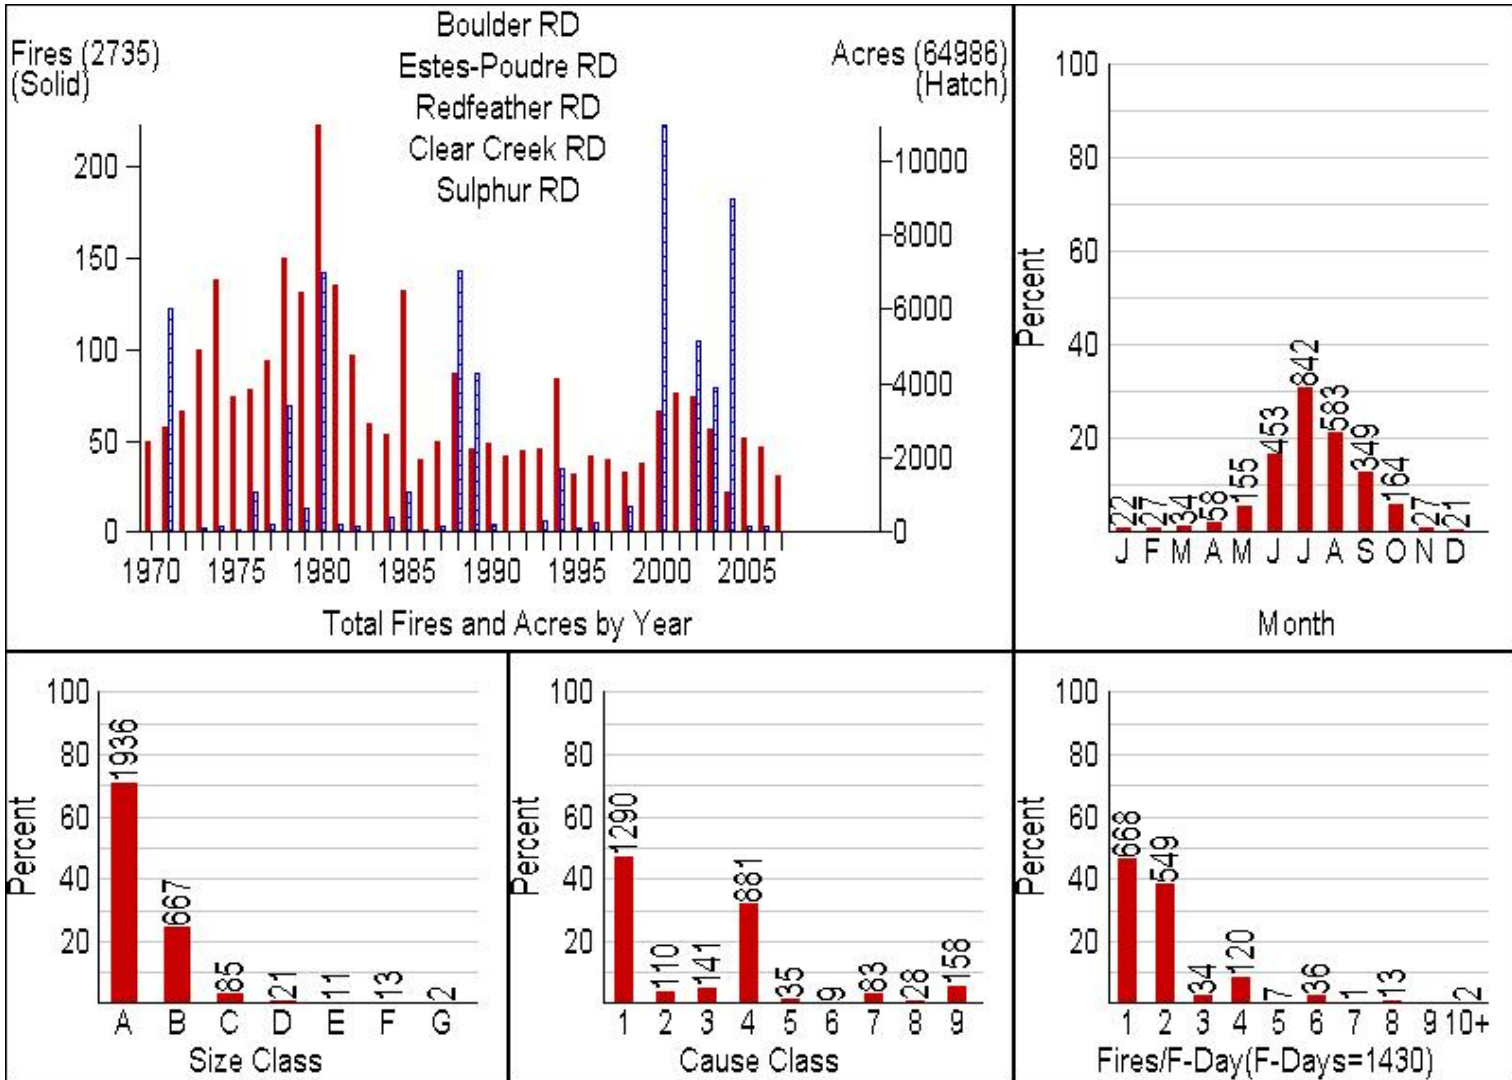 Boulder RD
Estes-Poudre RD
Redfeather RD
Clear Creek RD
Sulphur RD
Fires (2735)
(Solid)
Acres (64986)
(Hatch)
200
150
100
50
0
10000
8000
6000
4000
2000
0
1970 1975 1980 1985 1990 1995 2000 2005
Total Fires and Acres by Year
Percent
100
80
60
40
20
22 27 34 58 155 453 842 583 349 164 27 21
J F M A M J J A S O N D
Month
Percent
100
80
60
40
20
1936 667 85 21 11 13 2
A B C D E F G
Size Class
Percent
100
80
60
40
20
1290 110 141 881 35 9 83 28 158
1 2 3 4 5 6 7 8 9
Cause Class
Percent
100
80
60
40
20
668 549 34 120 7 36 1 13 2
1 2 3 4 5 6 7 8 9 10+
Fires/F-Day(F-Days=1430)